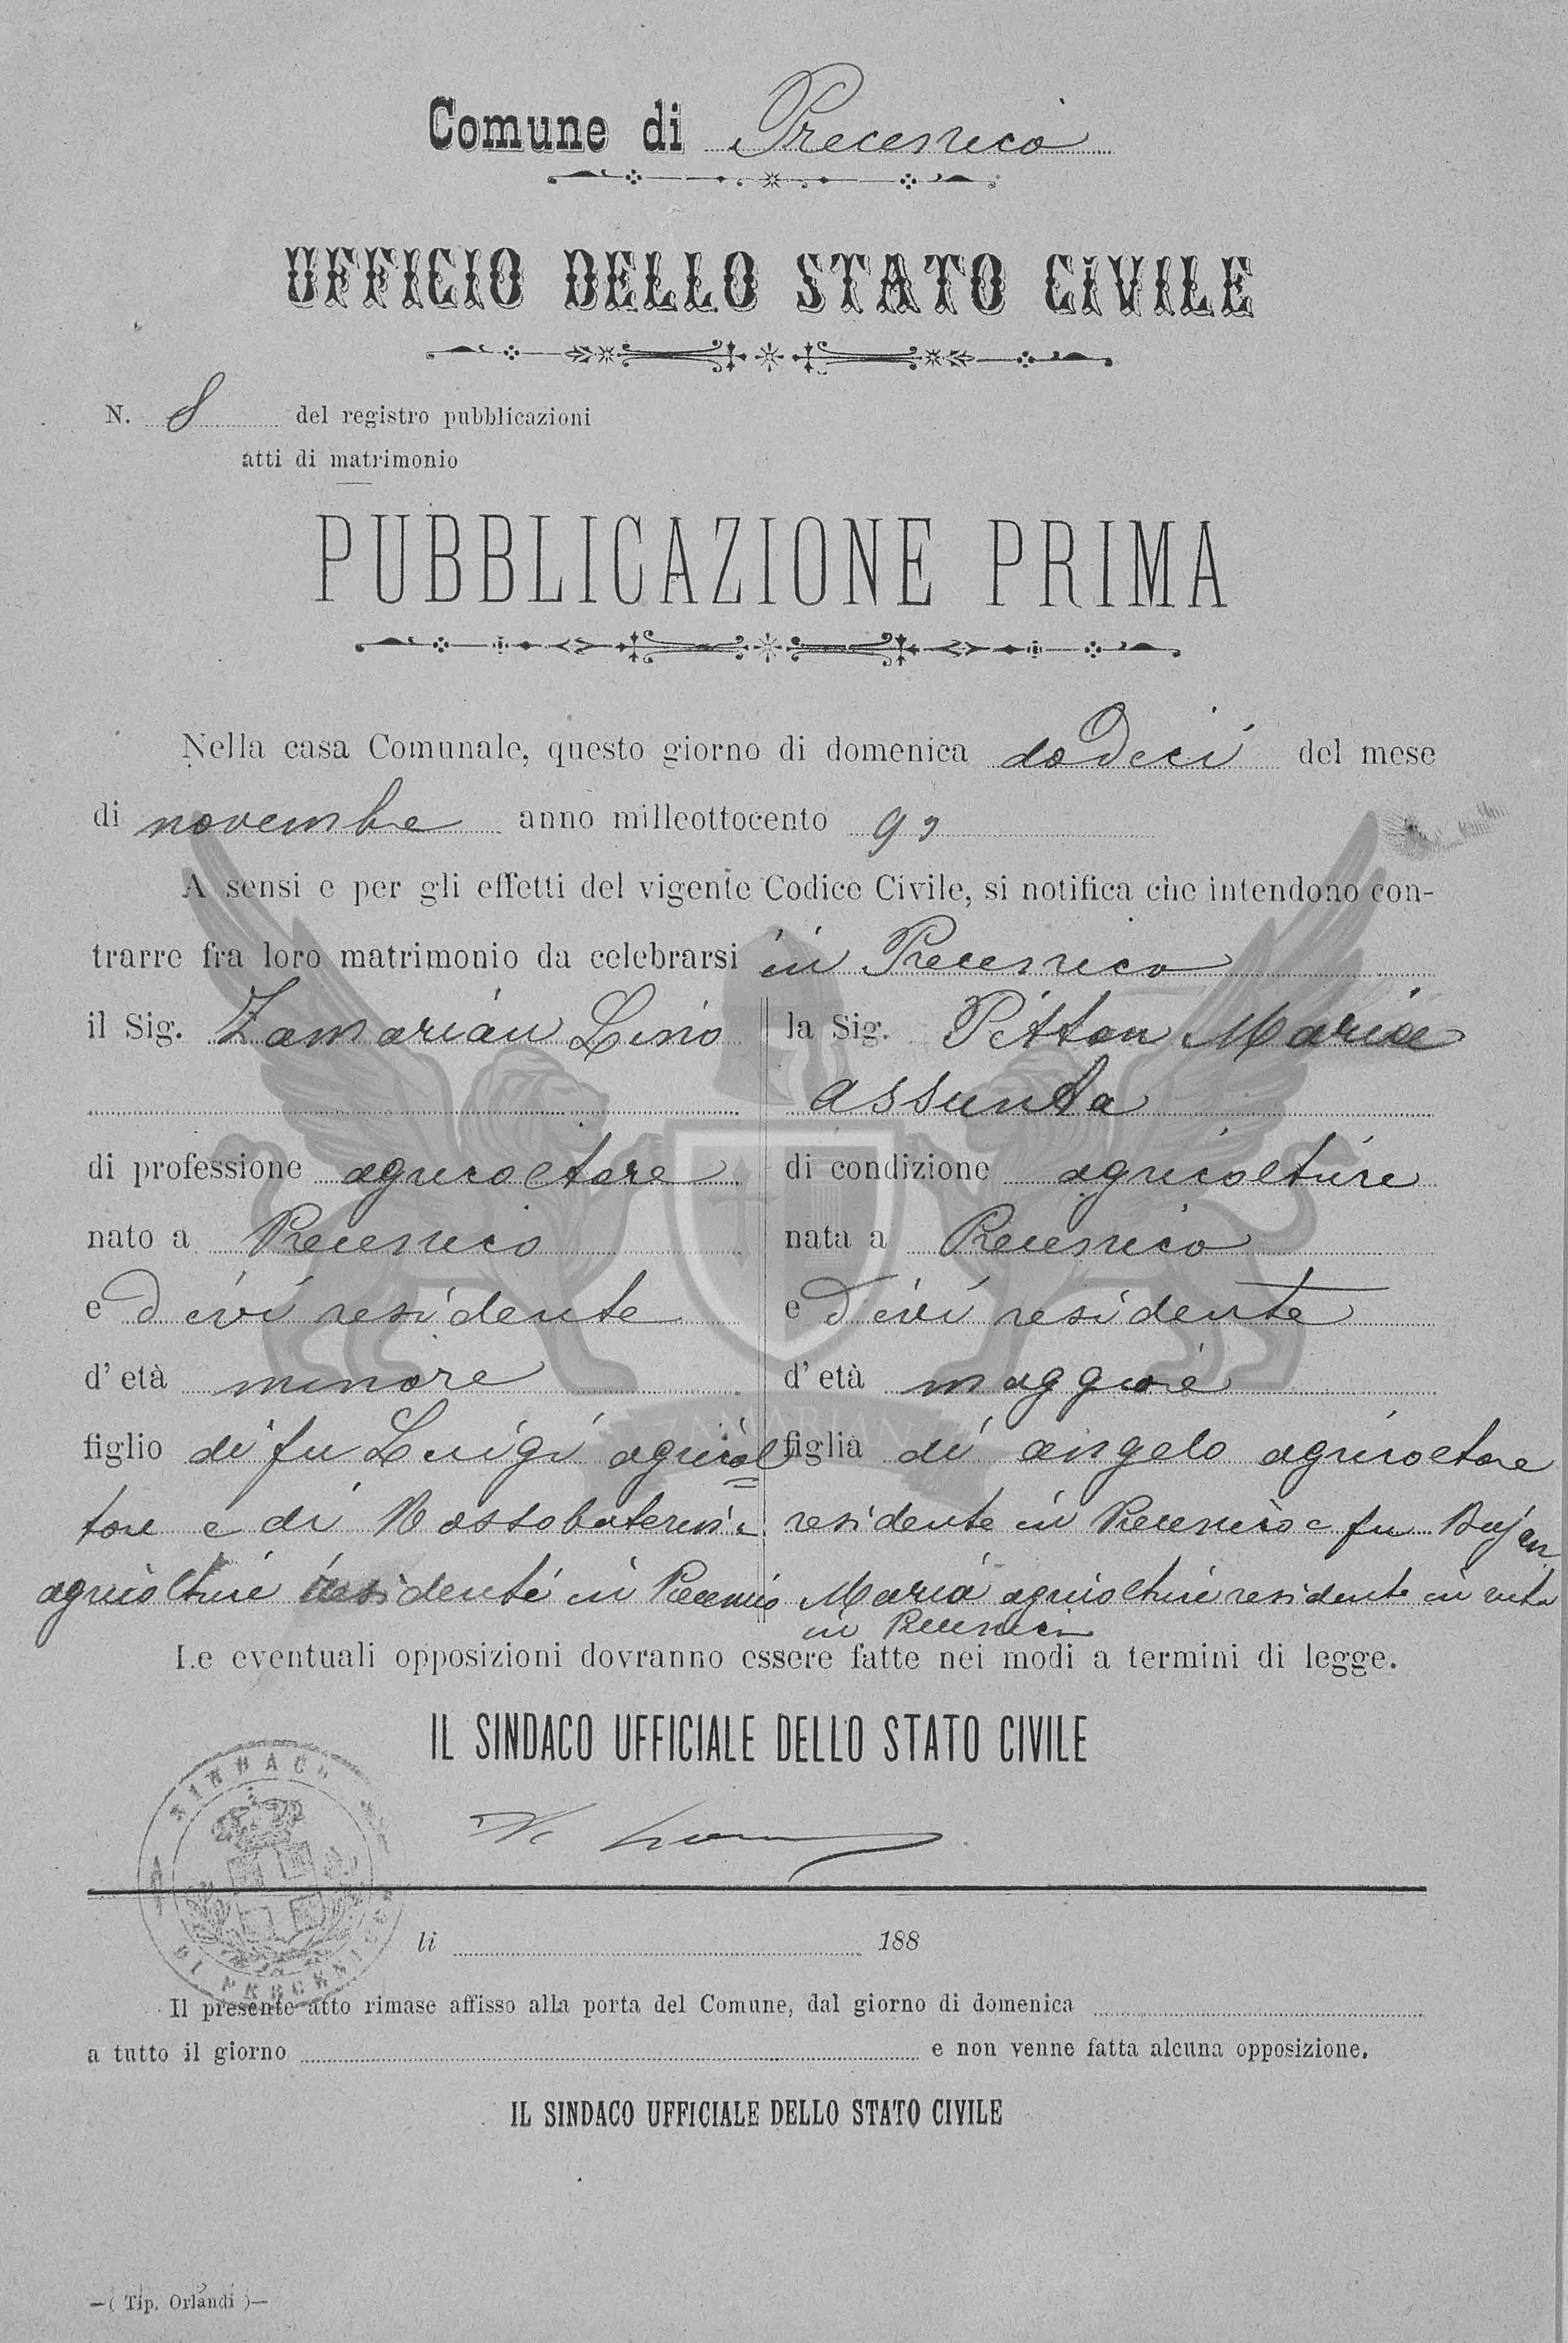 Comune di Precenico
UFFICIO DELLO STATO CIVILE
N. 8 del registro pubblicazioni
atti di matrimonio
PUBBLICAZIONE PRIMA
Nella casa Comunale, questo giorno di domenica dodeci del mese
di novembre anno milleottocento 99
A sensi e per gli effetti del vigente Codice Civile, si notifica che intendono con-
trarre fra loro matrimonio da celebrarsi in Precenico
il Sig. Zamarian Lino
di professione agricoltore
nato a Precenico
e d ivi residente
d'età minore
figlio di fu Luigi agricol
tore e di
agricoltrice residente in Precenico
la Sig. Pitton Maria
assunta
di condizione agricoltrice
nata a Precenico
e d ivi residente
d'età maggiore
figlia di angelo agricoltore
residente in Precenico e fu
Maria agricoltrice residente in vita
in Precenico
Le eventuali opposizioni dovranno essere fatte nei modi a termini di legge.
IL SINDACO UFFICIALE DELLO STATO CIVILE
SINDACO
DI PRECENICCO
li 188
Il presente atto rimase affisso alla porta del Comune, dal giorno di domenica
a tutto il giorno e non venne fatta alcuna opposizione.
IL SINDACO UFFICIALE DELLO STATO CIVILE
—( Tip. Orlandi )—